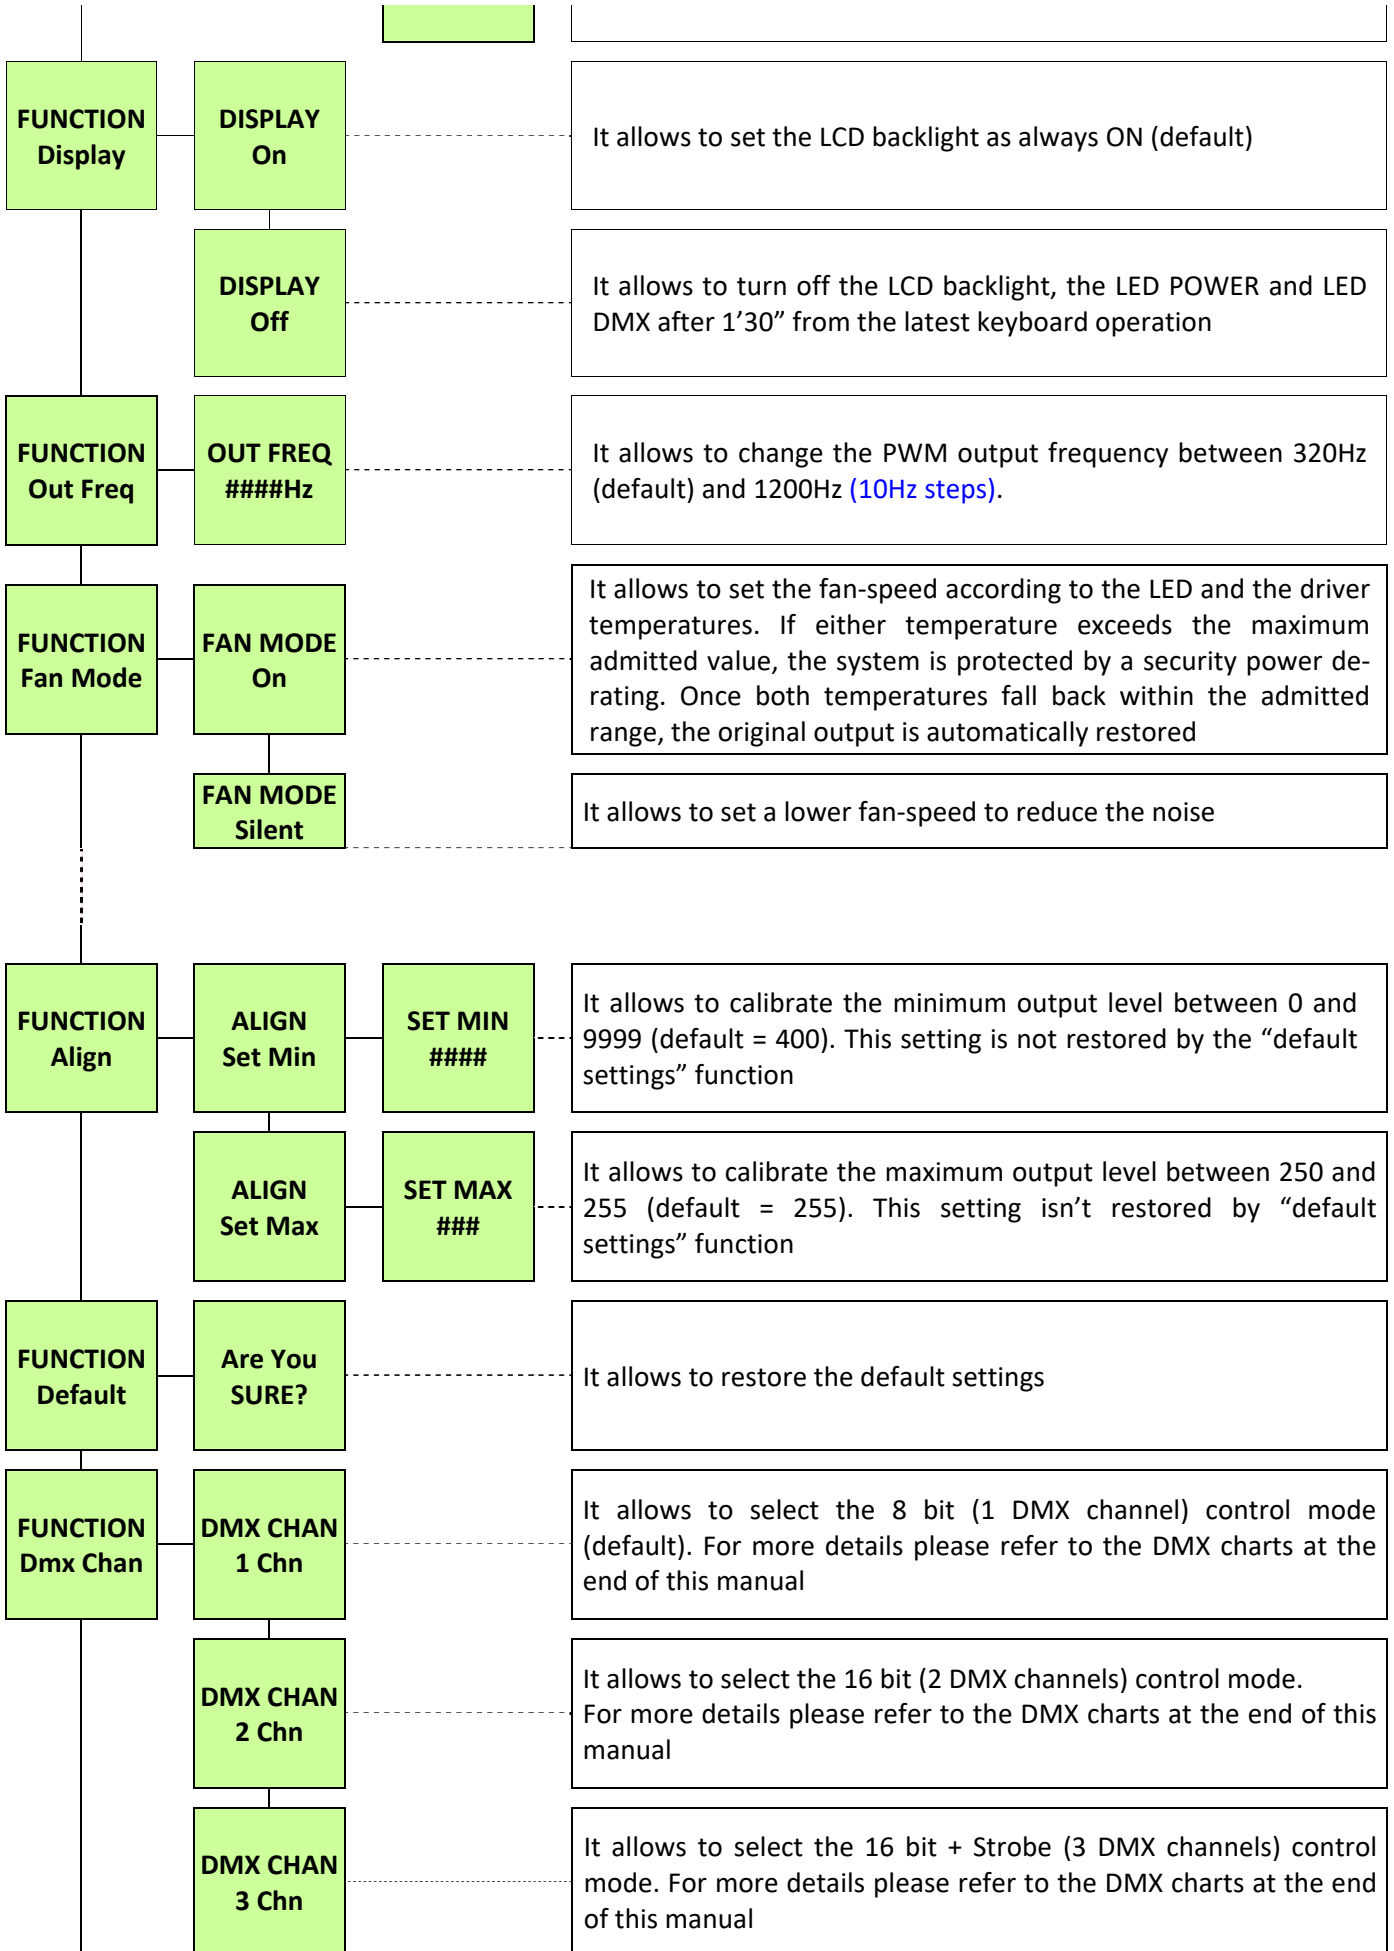 FUNCTION
Display
DISPLAY
On
It allows to set the LCD backlight as always ON (default)
DISPLAY
Off
It allows to turn off the LCD backlight, the LED POWER and LED
DMX after 1’30” from the latest keyboard operation
FUNCTION
Out Freq
OUT FREQ
####Hz
It allows to change the PWM output frequency between 320Hz
(default) and 1200Hz (10Hz steps).
FUNCTION
Fan Mode
FAN MODE
On
It allows to set the fan-speed according to the LED and the driver
temperatures. If either temperature exceeds the maximum
admitted value, the system is protected by a security power de-
rating. Once both temperatures fall back within the admitted
range, the original output is automatically restored
FAN MODE
Silent
It allows to set a lower fan-speed to reduce the noise
FUNCTION
Align
ALIGN
Set Min
SET MIN
####
It allows to calibrate the minimum output level between 0 and
9999 (default = 400). This setting is not restored by the “default
settings” function
ALIGN
Set Max
SET MAX
###
It allows to calibrate the maximum output level between 250 and
255 (default = 255). This setting isn’t restored by “default
settings” function
FUNCTION
Default
Are You
SURE?
It allows to restore the default settings
FUNCTION
Dmx Chan
DMX CHAN
1 Chn
It allows to select the 8 bit (1 DMX channel) control mode
(default). For more details please refer to the DMX charts at the
end of this manual
DMX CHAN
2 Chn
It allows to select the 16 bit (2 DMX channels) control mode.
For more details please refer to the DMX charts at the end of this
manual
DMX CHAN
3 Chn
It allows to select the 16 bit + Strobe (3 DMX channels) control
mode. For more details please refer to the DMX charts at the end
of this manual